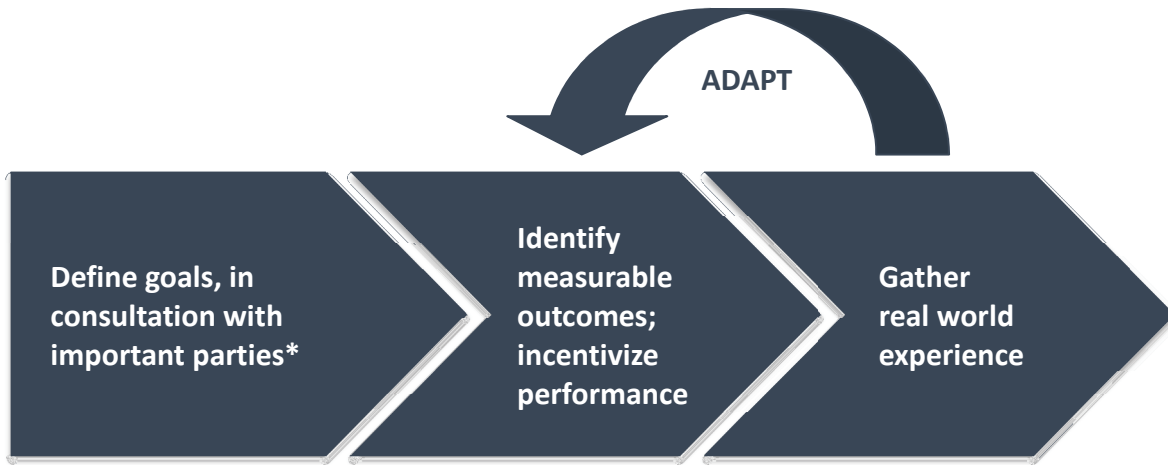 ADAPT
Define goals, in
consultation with
important parties*
Identify
measurable
outcomes;
incentivize
performance
Gather
real world
experience